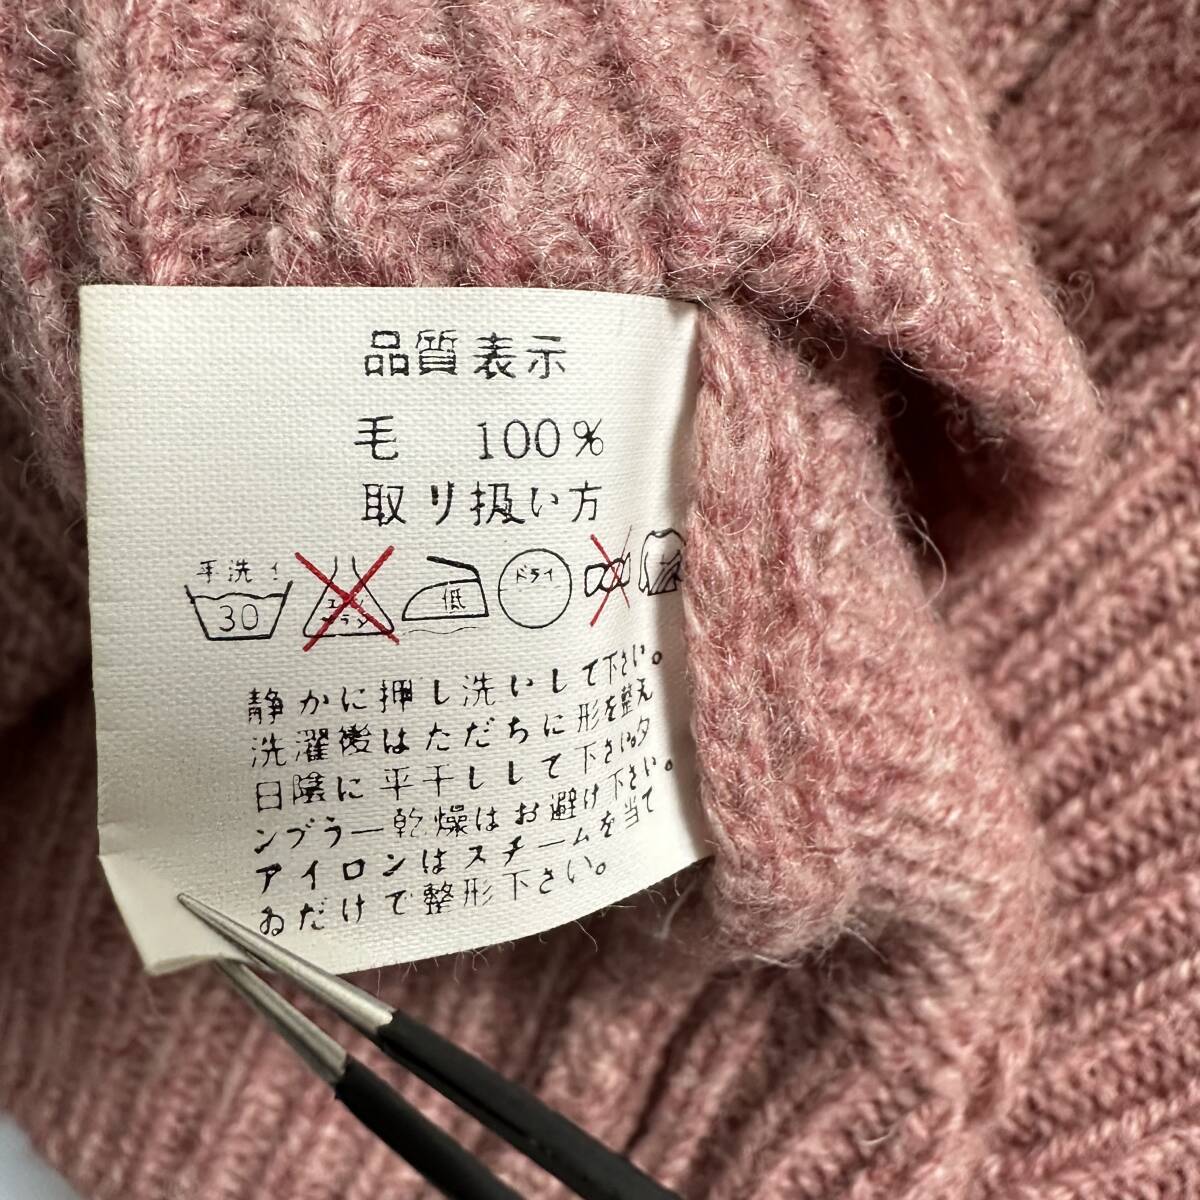 品質表示
毛 100%
取り扱い方
手洗イ
30
エンソ
サラシ
低
ドライ
静かに押し洗いして下さい。
洗濯後はただちに形を整え
日陰に平干しして下さい。タ
ンブラー乾燥はお避け下さい。
アイロンはスチームを当て
るだけで整形下さい。